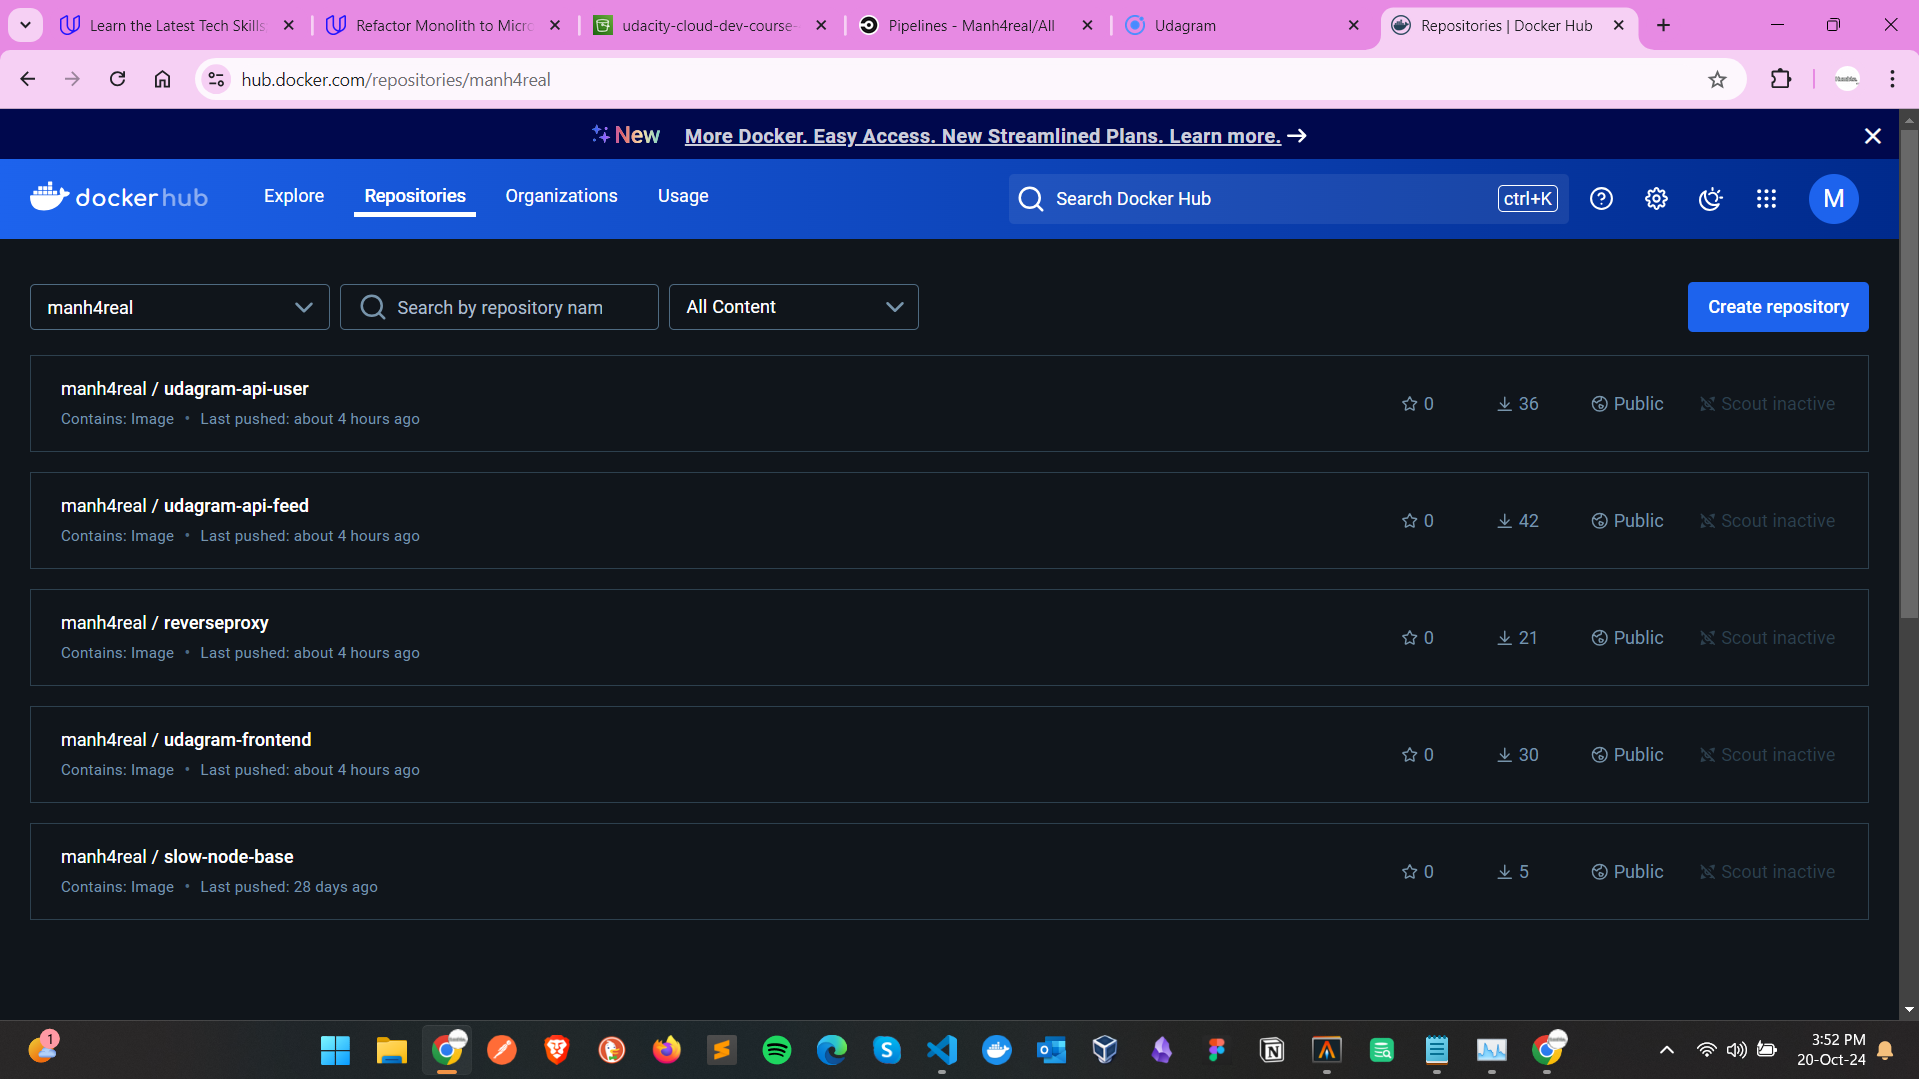 Learn the Latest Tech Skills
Refactor Monolith to Micro
udacity-cloud-dev-course-
Pipelines - Manh4real/All
Udagram
Repositories | Docker Hub
hub.docker.com/repositories/manh4real
New More Docker. Easy Access. New Streamlined Plans. Learn more.
docker hub
Explore
Repositories
Organizations
Usage
Search Docker Hub
ctrl+K
M
manh4real
Search by repository nam
All Content
Create repository
manh4real / udagram-api-user
Contains: Image • Last pushed: about 4 hours ago
0
36
Public
Scout inactive
manh4real / udagram-api-feed
Contains: Image • Last pushed: about 4 hours ago
0
42
Public
Scout inactive
manh4real / reverseproxy
Contains: Image • Last pushed: about 4 hours ago
0
21
Public
Scout inactive
manh4real / udagram-frontend
Contains: Image • Last pushed: about 4 hours ago
0
30
Public
Scout inactive
manh4real / slow-node-base
Contains: Image • Last pushed: 28 days ago
0
5
Public
Scout inactive
1
3:52 PM
20-Oct-24